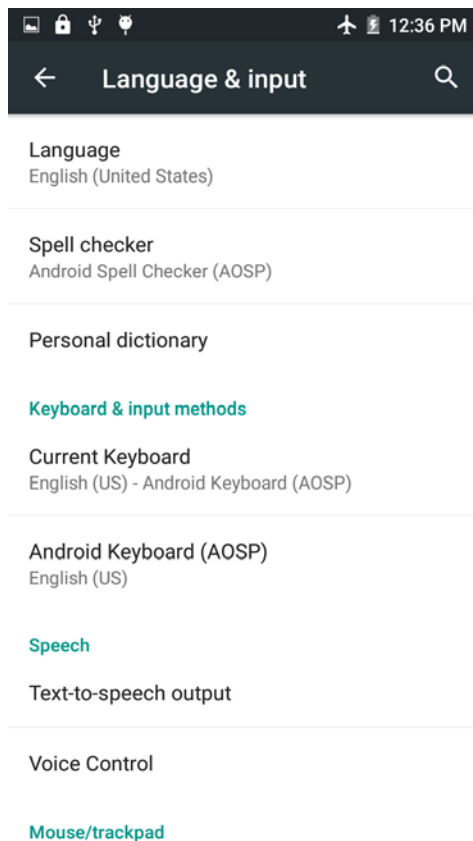 12:36 PM
Language & input
Language
English (United States)
Spell checker
Android Spell Checker (AOSP)
Personal dictionary
Keyboard & input methods
Current Keyboard
English (US) - Android Keyboard (AOSP)
Android Keyboard (AOSP)
English (US)
Speech
Text-to-speech output
Voice Control
Mouse/trackpad